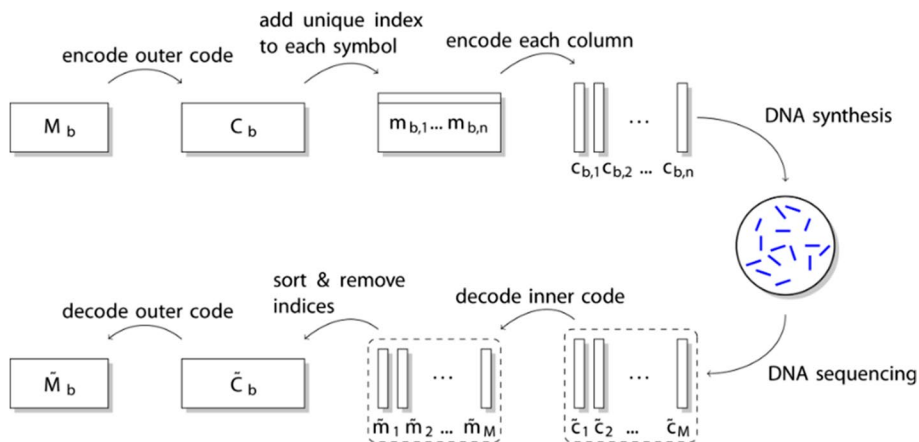 add unique index
to each symbol
encode outer code
encode each column
M b
C b
m b,1 ... m b,n
...
c b,1 c b,2 ... c b,n
DNA synthesis
sort & remove
indices
decode outer code
decode inner code
M̃ b
C̃ b
...
m̃ 1 m̃ 2 ... m̃ M
...
c̃ 1 c̃ 2 ... c̃ M
DNA sequencing